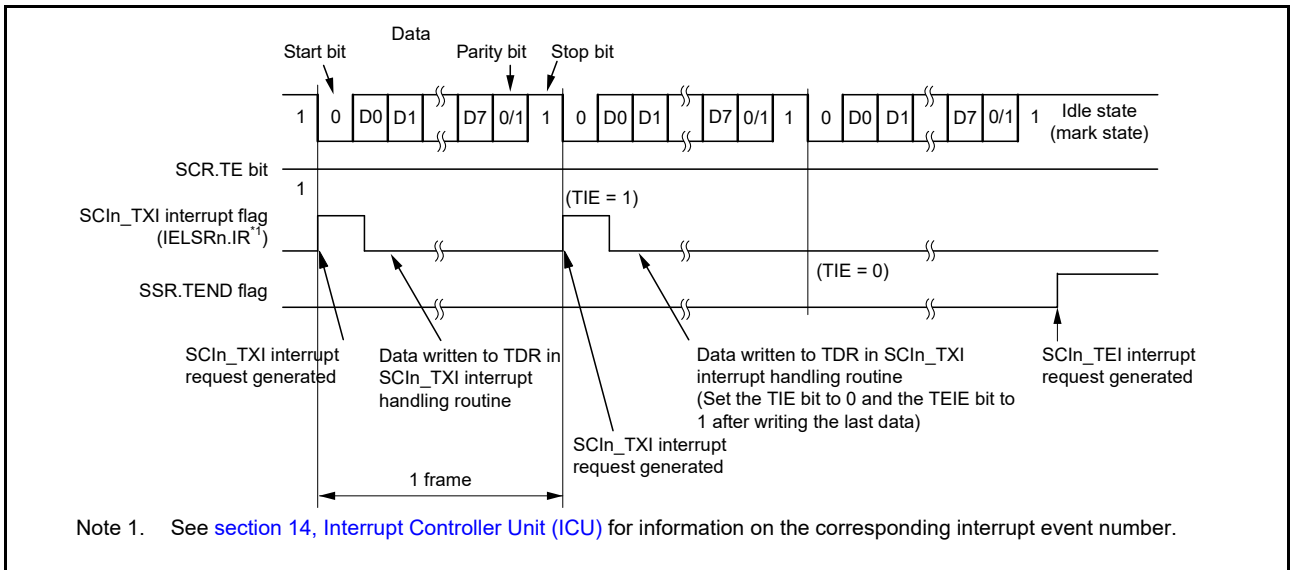 Data
Start bit
Parity bit
Stop bit
1 0 D0 D1 D7 0/1 1 0 D0 D1 D7 0/1 1 0 D0 D1 D7 0/1 1
Idle state
(mark state)
SCR.TE bit
1
(TIE = 1)
SCIn_TXI interrupt flag
(IELSRn.IR*1)
(TIE = 0)
SSR.TEND flag
SCIn_TXI interrupt
request generated
Data written to TDR in
SCIn_TXI interrupt
handling routine
Data written to TDR in SCIn_TXI
interrupt handling routine
(Set the TIE bit to 0 and the TEIE bit to
1 after writing the last data)
SCIn_TEI interrupt
request generated
SCIn_TXI interrupt
request generated
1 frame
Note 1. See section 14, Interrupt Controller Unit (ICU) for information on the corresponding interrupt event number.